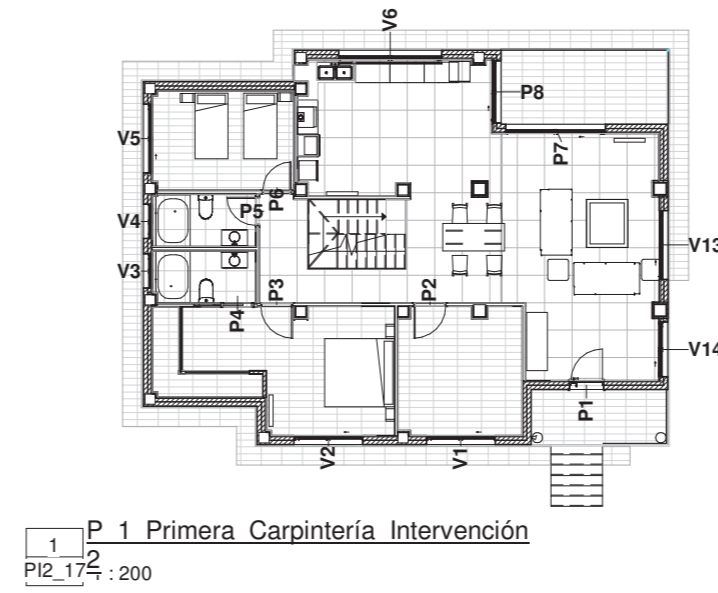 V6
P8
V5
P7
P6
P5
V4
V13
V3
P3
P2
P4
V14
P1
V2
V1
P 1 Primera Carpintería Intervención
1
PI2_17
2
: 200